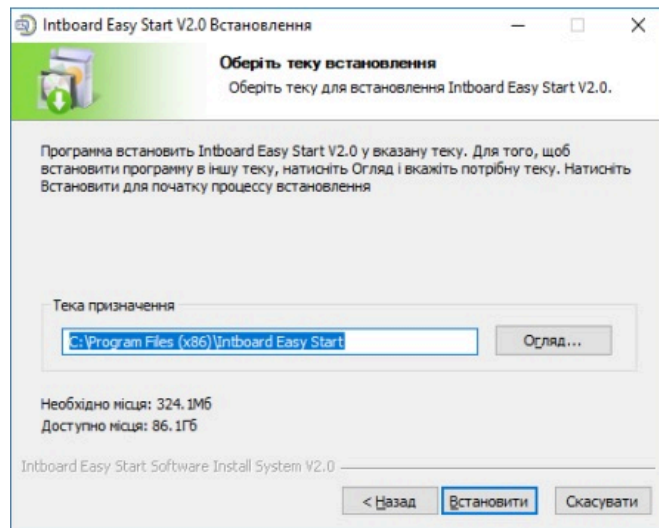 Intboard Easy Start V2.0 Встановлення
Оберіть теку встановлення
Оберіть теку для встановлення Intboard Easy Start V2.0.
Программа встановить Intboard Easy Start V2.0 у вказану теку. Для того, щоб
встановити программу в іншу теку, натисніть Огляд і вкажіть потрібну теку. Натисніть
Встановити для початку процессу встановлення
Тека призначення
C:\Program Files (x86)\Intboard Easy Start
Огляд...
Необхідно місця: 324.1Мб
Доступно місця: 86.1Гб
Intboard Easy Start Software Install System V2.0
< Назад
Встановити
Скасувати